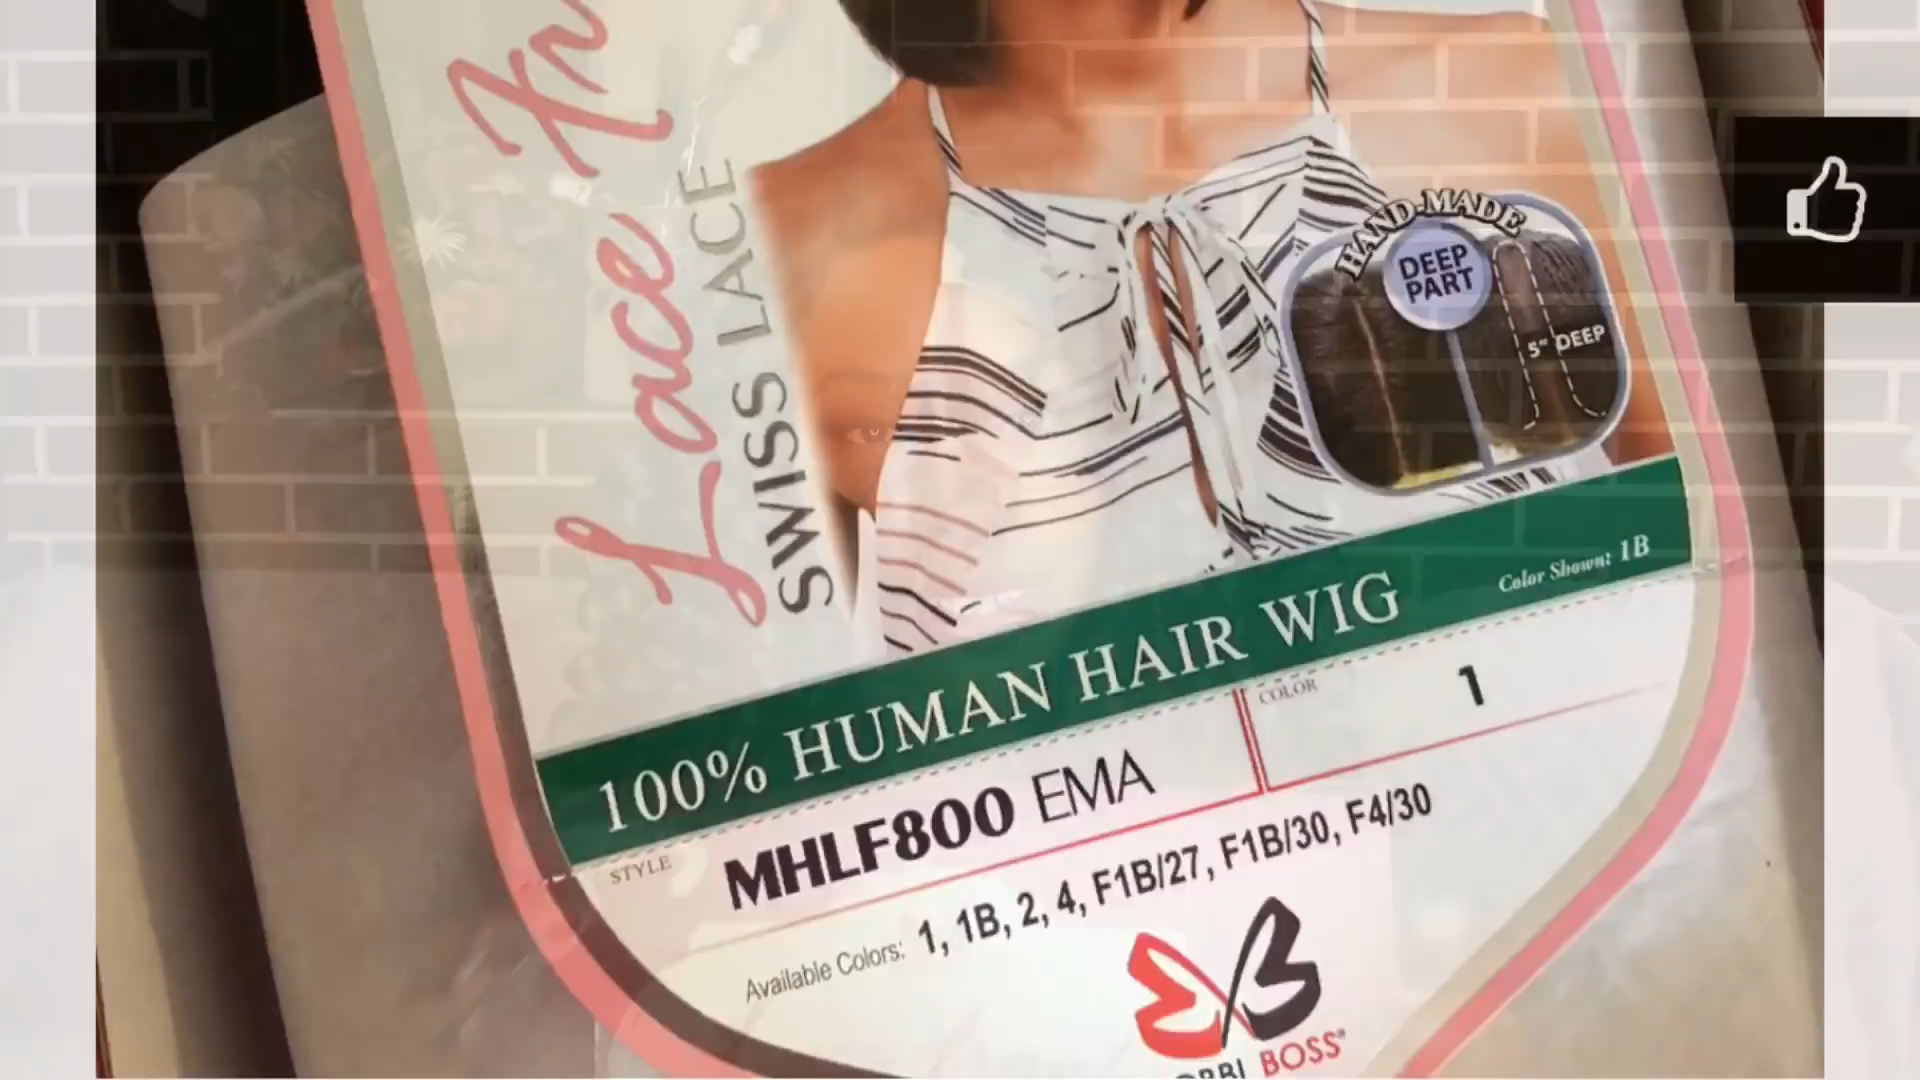 Lace
SWISS LACE
HAND-MADE
DEEP
PART
5" DEEP
Color Shown: 1B
100% HUMAN HAIR WIG
STYLE
MHLF800 EMA
COLOR
1
Available Colors: 1, 1B, 2, 4, F1B/27, F1B/30, F4/30
BOSS